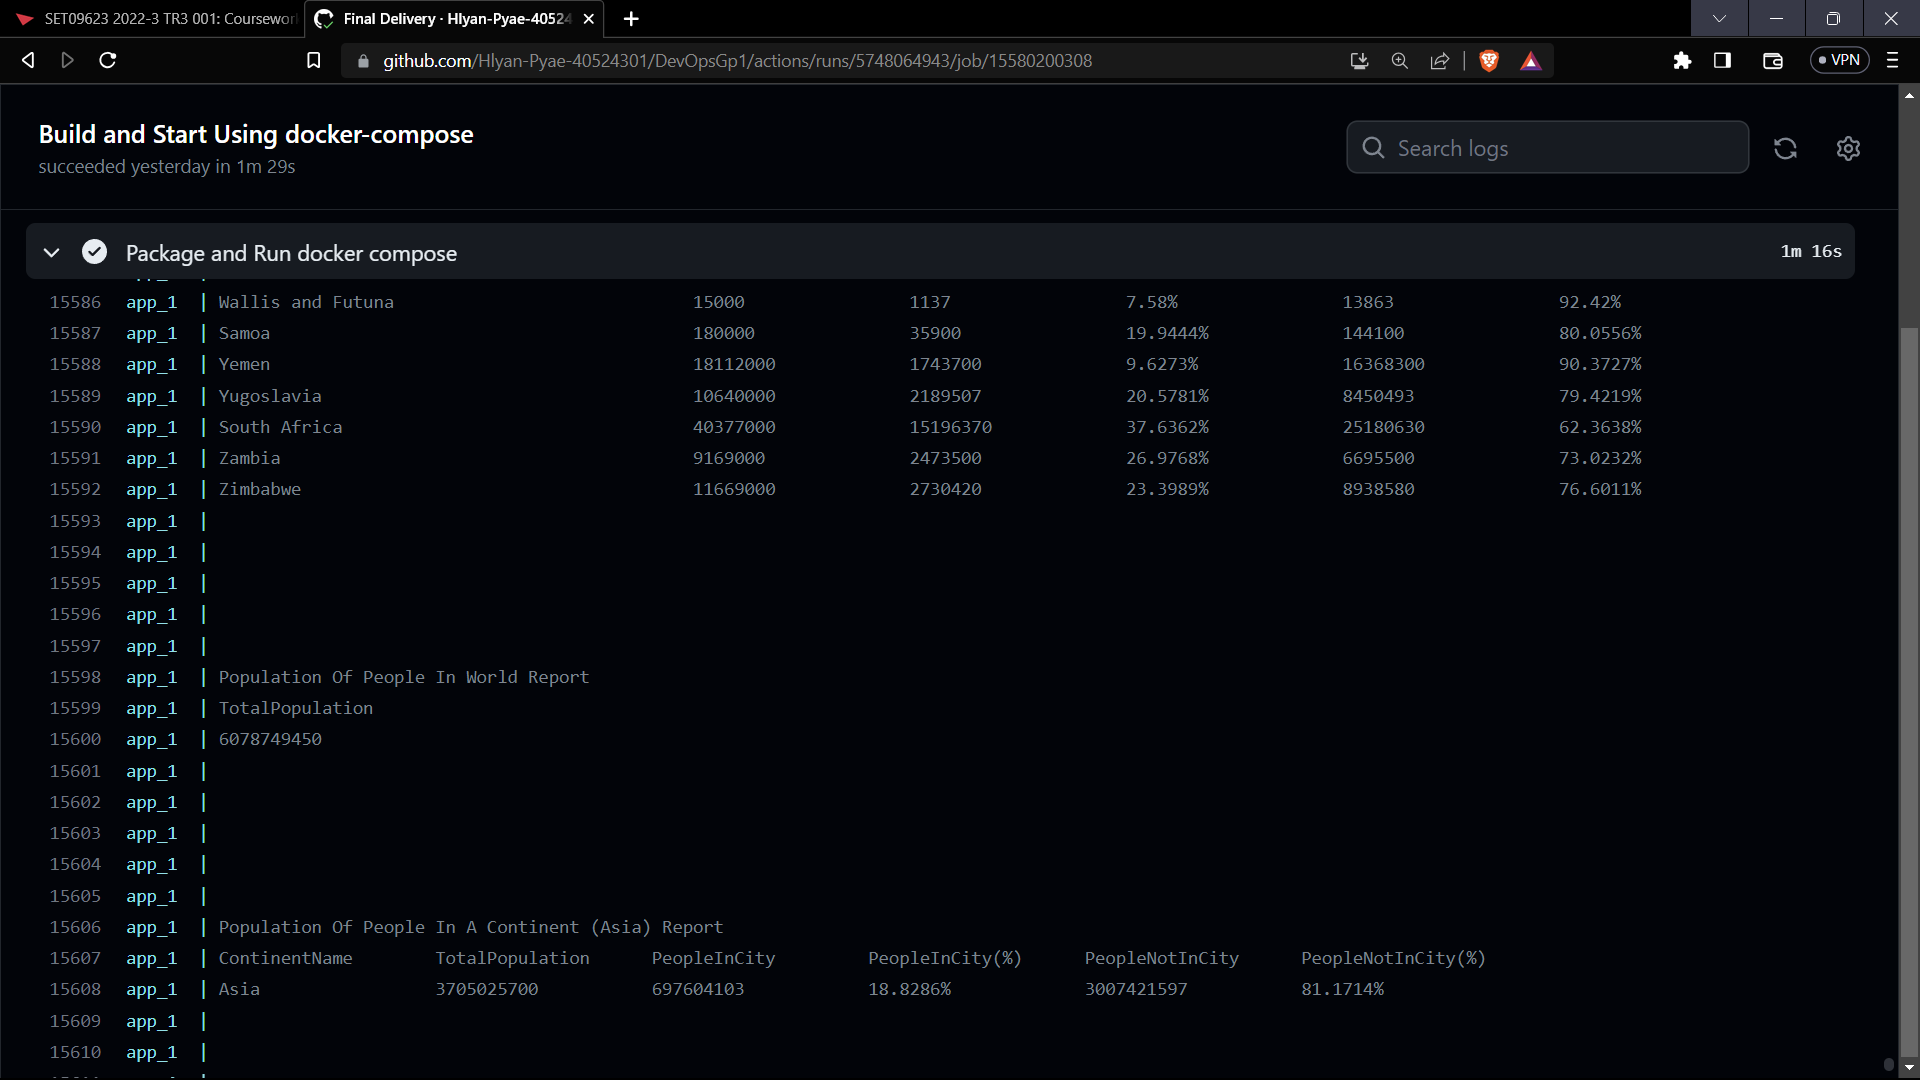 SET09623 2022-3 TR3 001: Coursewor
Final Delivery · Hlyan-Pyae-40524
github.com/Hlyan-Pyae-40524301/DevOpsGp1/actions/runs/5748064943/job/15580200308
VPN
Build and Start Using docker-compose
succeeded yesterday in 1m 29s
Search logs
Package and Run docker compose 1m 16s
15586 app_1 | Wallis and Futuna 15000 1137 7.58% 13863 92.42%
15587 app_1 | Samoa 180000 35900 19.9444% 144100 80.0556%
15588 app_1 | Yemen 18112000 1743700 9.6273% 16368300 90.3727%
15589 app_1 | Yugoslavia 10640000 2189507 20.5781% 8450493 79.4219%
15590 app_1 | South Africa 40377000 15196370 37.6362% 25180630 62.3638%
15591 app_1 | Zambia 9169000 2473500 26.9768% 6695500 73.0232%
15592 app_1 | Zimbabwe 11669000 2730420 23.3989% 8938580 76.6011%
15593 app_1 |
15594 app_1 |
15595 app_1 |
15596 app_1 |
15597 app_1 |
15598 app_1 | Population Of People In World Report
15599 app_1 | TotalPopulation
15600 app_1 | 6078749450
15601 app_1 |
15602 app_1 |
15603 app_1 |
15604 app_1 |
15605 app_1 |
15606 app_1 | Population Of People In A Continent (Asia) Report
15607 app_1 | ContinentName TotalPopulation PeopleInCity PeopleInCity(%) PeopleNotInCity PeopleNotInCity(%)
15608 app_1 | Asia 3705025700 697604103 18.8286% 3007421597 81.1714%
15609 app_1 |
15610 app_1 |